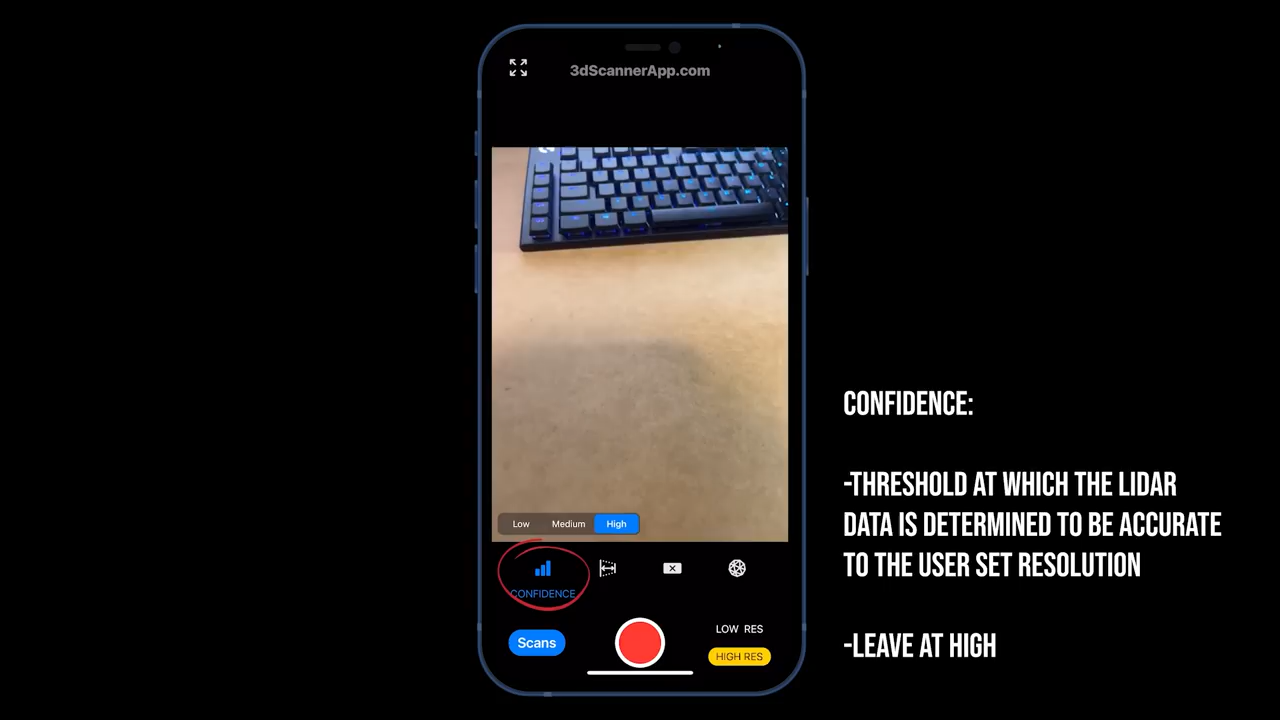 3dScannerApp.com
Low Medium High
CONFIDENCE
Scans
LOW RES
HIGH RES
CONFIDENCE:
-THRESHOLD AT WHICH THE LIDAR
DATA IS DETERMINED TO BE ACCURATE
TO THE USER SET RESOLUTION
-LEAVE AT HIGH